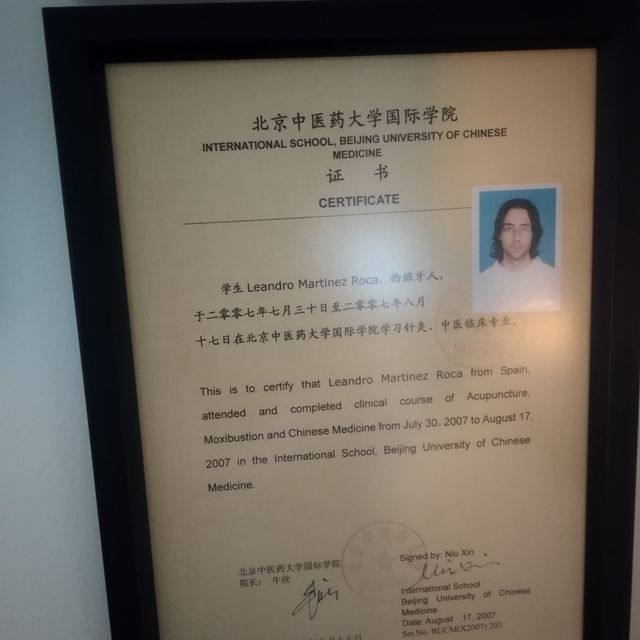 北京中医药大学国际学院
INTERNATIONAL SCHOOL, BEIJING UNIVERSITY OF CHINESE
MEDICINE
证 书
CERTIFICATE
学生 Leandro Martinez Roca，西班牙人，
于二零零七年七月三十日至二零零七年八月
十七日在北京中医药大学国际学院学习针灸、中医临床专业。
This is to certify that Leandro Martinez Roca from Spain,
attended and completed clinical course of Acupuncture,
Moxibustion and Chinese Medicine from July 30, 2007 to August 17,
2007 in the International School, Beijing University of Chinese
Medicine.
北京中医药大学国际学院
院长： 牛欣
Signed by: Niu Xin
International School
Beijing University of Chinese
Medicine
Date: August 17, 2007
Ser.No. BUCM(X2007) 203